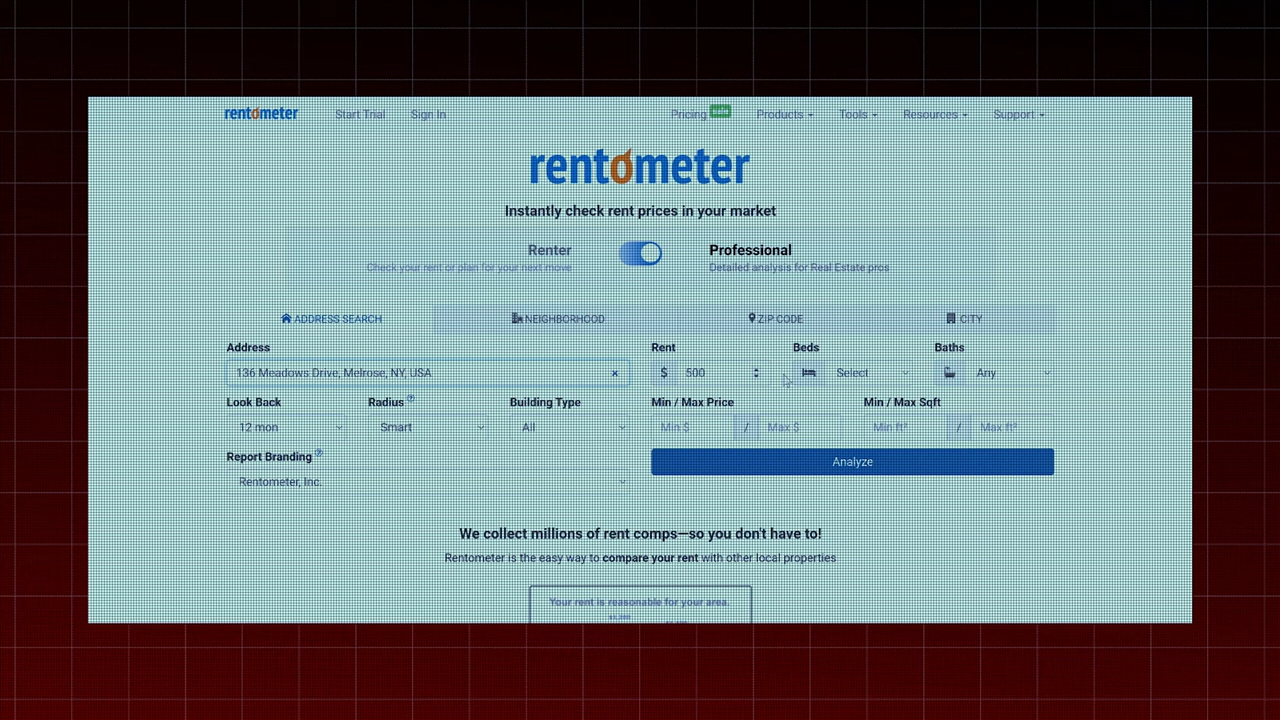 rentometer Start Trial Sign In Pricing sale Products Tools Resources Support
rentometer
Instantly check rent prices in your market
Renter Professional
Check your rent or plan for your next move Detailed analysis for Real Estate pros
ADDRESS SEARCH NEIGHBORHOOD ZIP CODE CITY
Address Rent Beds Baths
136 Meadows Drive, Melrose, NY, USA × $ 500 Select Any
Look Back Radius ? Building Type Min / Max Price Min / Max Sqft
12 mon Smart All Min $ / Max $ Min ft² / Max ft²
Report Branding ? Analyze
Rentometer, Inc.
We collect millions of rent comps—so you don't have to!
Rentometer is the easy way to compare your rent with other local properties
Your rent is reasonable for your area.